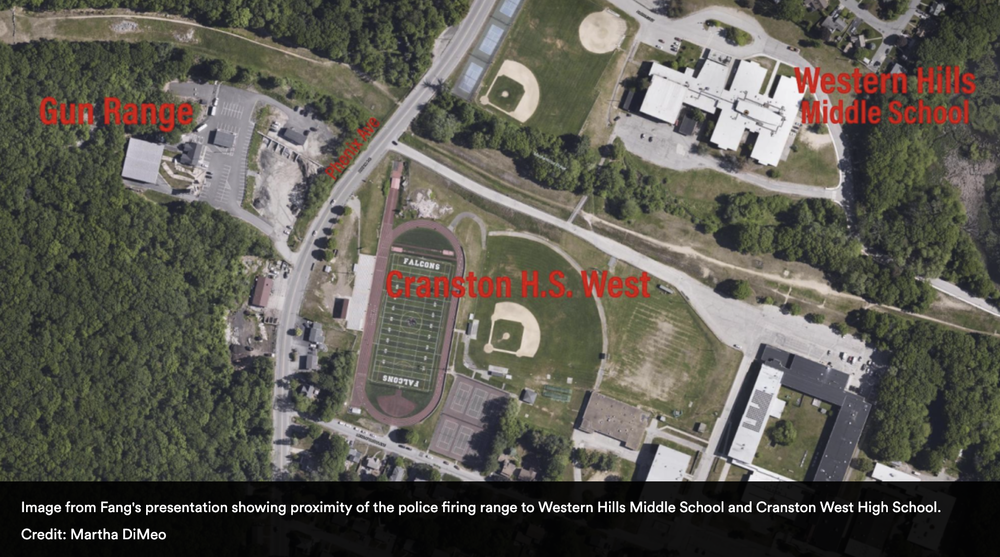 Gun Range
Phenix Ave
Western Hills
Middle School
FALCONS
Cranston H.S. West
FALCONS
Image from Fang's presentation showing proximity of the police firing range to Western Hills Middle School and Cranston West High School.
Credit: Martha DiMeo